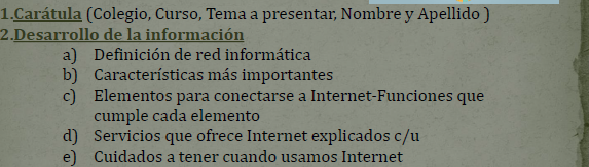 1.Carátula (Colegio, Curso, Tema a presentar, Nombre y Apellido )
2.Desarrollo de la información
a) Definición de red informática
b) Características más importantes
c) Elementos para conectarse a Internet-Funciones que
cumple cada elemento
d) Servicios que ofrece Internet explicados c/u
e) Cuidados a tener cuando usamos Internet